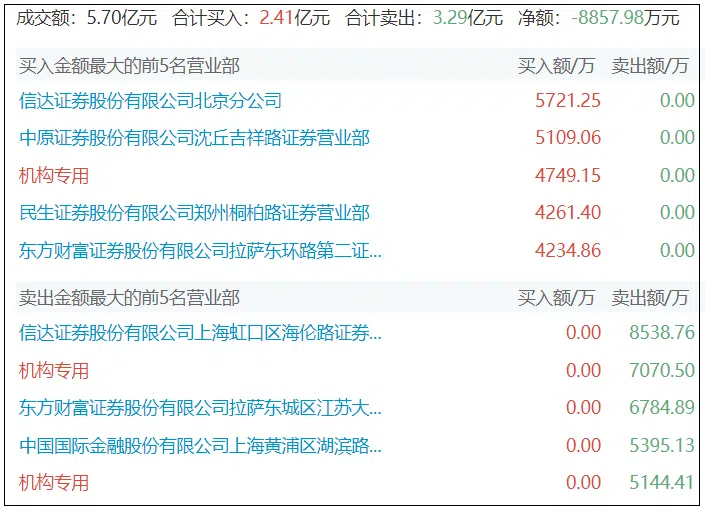 成交额：5.70亿元 合计买入：2.41亿元 合计卖出：3.29亿元 净额：-8857.98万元
买入金额最大的前5名营业部 买入额/万 卖出额/万
信达证券股份有限公司北京分公司 5721.25 0.00
中原证券股份有限公司沈丘吉祥路证券营业部 5109.06 0.00
机构专用 4749.15 0.00
民生证券股份有限公司郑州桐柏路证券营业部 4261.40 0.00
东方财富证券股份有限公司拉萨东环路第二证... 4234.86 0.00
卖出金额最大的前5名营业部 买入额/万 卖出额/万
信达证券股份有限公司上海虹口区海伦路证券... 0.00 8538.76
机构专用 0.00 7070.50
东方财富证券股份有限公司拉萨东城区江苏大... 0.00 6784.89
中国国际金融股份有限公司上海黄浦区湖滨路... 0.00 5395.13
机构专用 0.00 5144.41